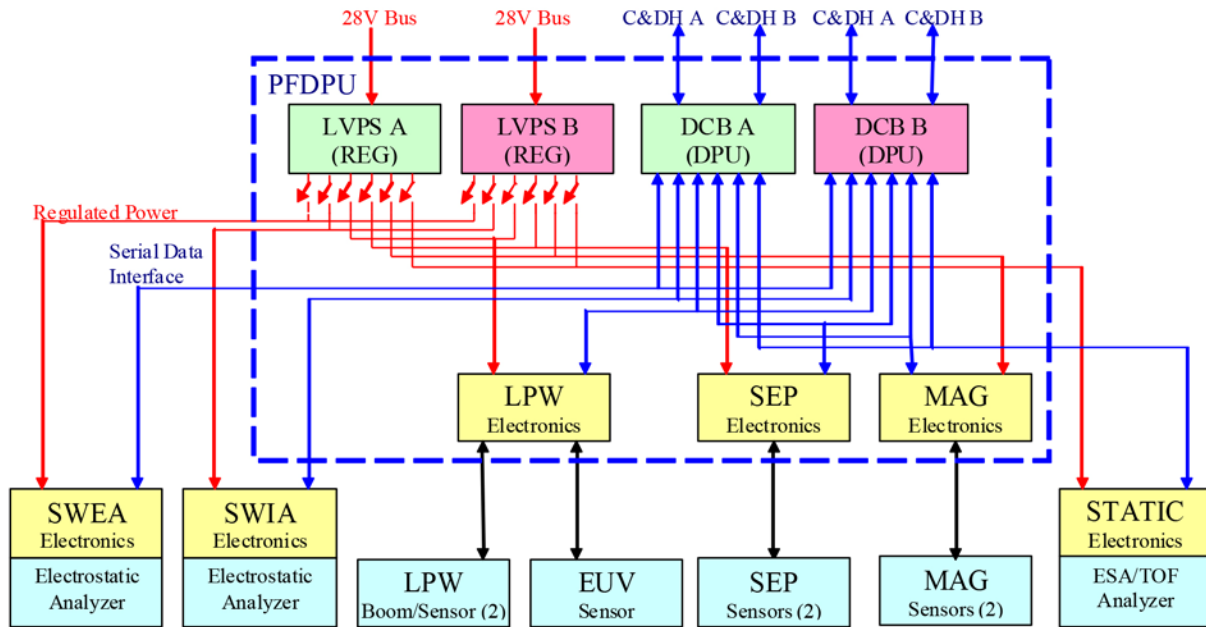 28V Bus
28V Bus
C&DH A
C&DH B
C&DH A
C&DH B
PFDPU
LVPS A
(REG)
LVPS B
(REG)
DCB A
(DPU)
DCB B
(DPU)
Regulated Power
Serial Data
Interface
LPW
Electronics
SEP
Electronics
MAG
Electronics
SWEA
Electronics
Electrostatic
Analyzer
SWIA
Electronics
Electrostatic
Analyzer
LPW
Boom/Sensor (2)
EUV
Sensor
SEP
Sensors (2)
MAG
Sensors (2)
STATIC
Electronics
ESA/TOF
Analyzer